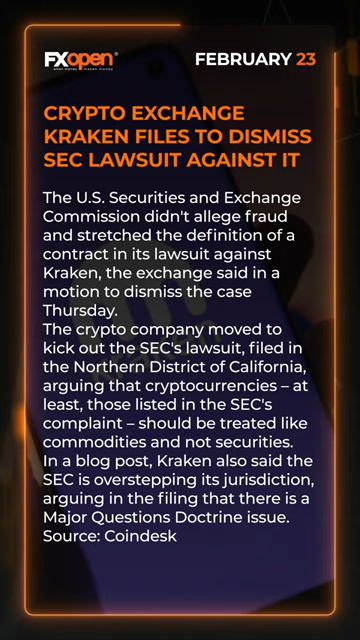 FXopen®
what money makes money
FEBRUARY 23
CRYPTO EXCHANGE
KRAKEN FILES TO DISMISS
SEC LAWSUIT AGAINST IT
The U.S. Securities and Exchange
Commission didn't allege fraud
and stretched the definition of a
contract in its lawsuit against
Kraken, the exchange said in a
motion to dismiss the case
Thursday.
The crypto company moved to
kick out the SEC's lawsuit, filed in
the Northern District of California,
arguing that cryptocurrencies – at
least, those listed in the SEC's
complaint – should be treated like
commodities and not securities.
In a blog post, Kraken also said the
SEC is overstepping its jurisdiction,
arguing in the filing that there is a
Major Questions Doctrine issue.
Source: Coindesk